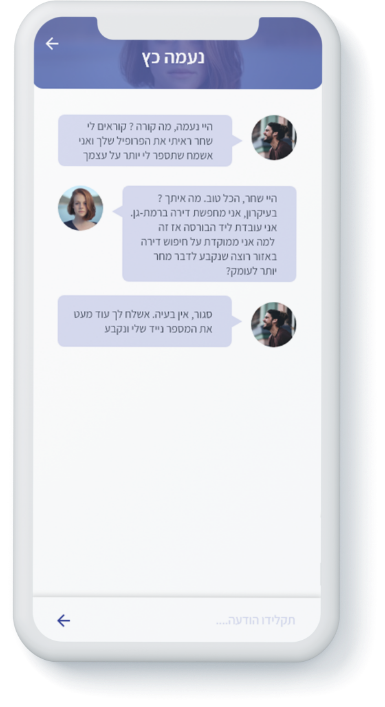 נעמה כץ
היי נעמה, מה קורה ? קוראים לי
שחר ראיתי את הפרופיל שלך ואני
אשמח שתספר לי יותר על עצמך
היי שחר, הכל טוב. מה איתך ?
בעיקרון, אני מחפשת דירה ברמת-גן.
אני עובדת ליד הבורסה אז זה
למה אני ממוקדת על חיפוש דירה
באזור רוצה שנקבע לדבר מחר
יותר לעומק?
סגור, אין בעיה. אשלח לך עוד מעט
את המספר נייד שלי ונקבע
תקלידו הודעה....